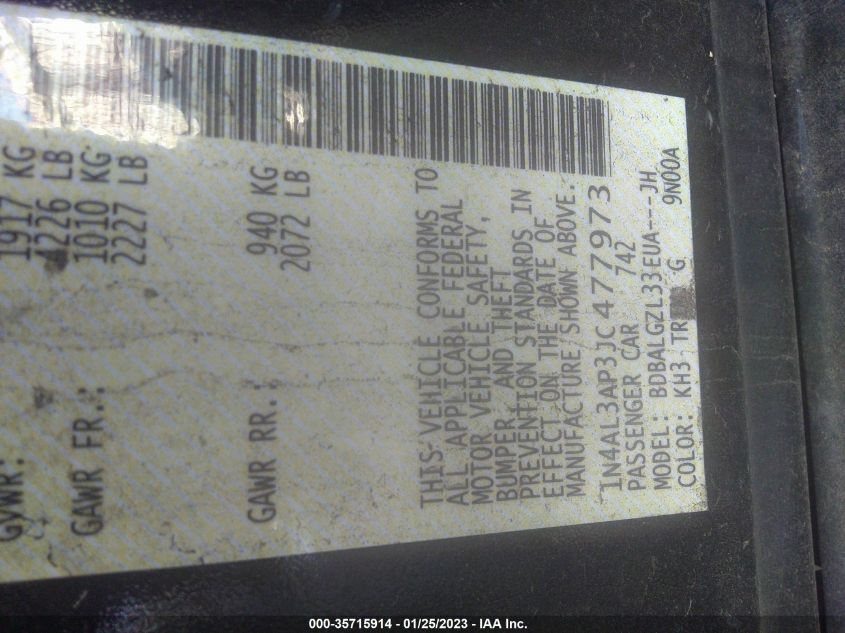 GVWR: 1917 KG
4226 LB
GAWR FR.: 1010 KG
2227 LB
GAWR RR.: 940 KG
2072 LB
THIS VEHICLE CONFORMS TO
ALL APPLICABLE FEDERAL
MOTOR VEHICLE SAFETY,
BUMPER, AND THEFT
PREVENTION STANDARDS IN
EFFECT ON THE DATE OF
MANUFACTURE SHOWN ABOVE.
1N4AL3AP3JC477973
PASSENGER CAR 742
MODEL: BDBALGZL33EUA---JH
COLOR: KH3 TR G 9N00A
000-35715914 - 01/25/2023 - IAA Inc.